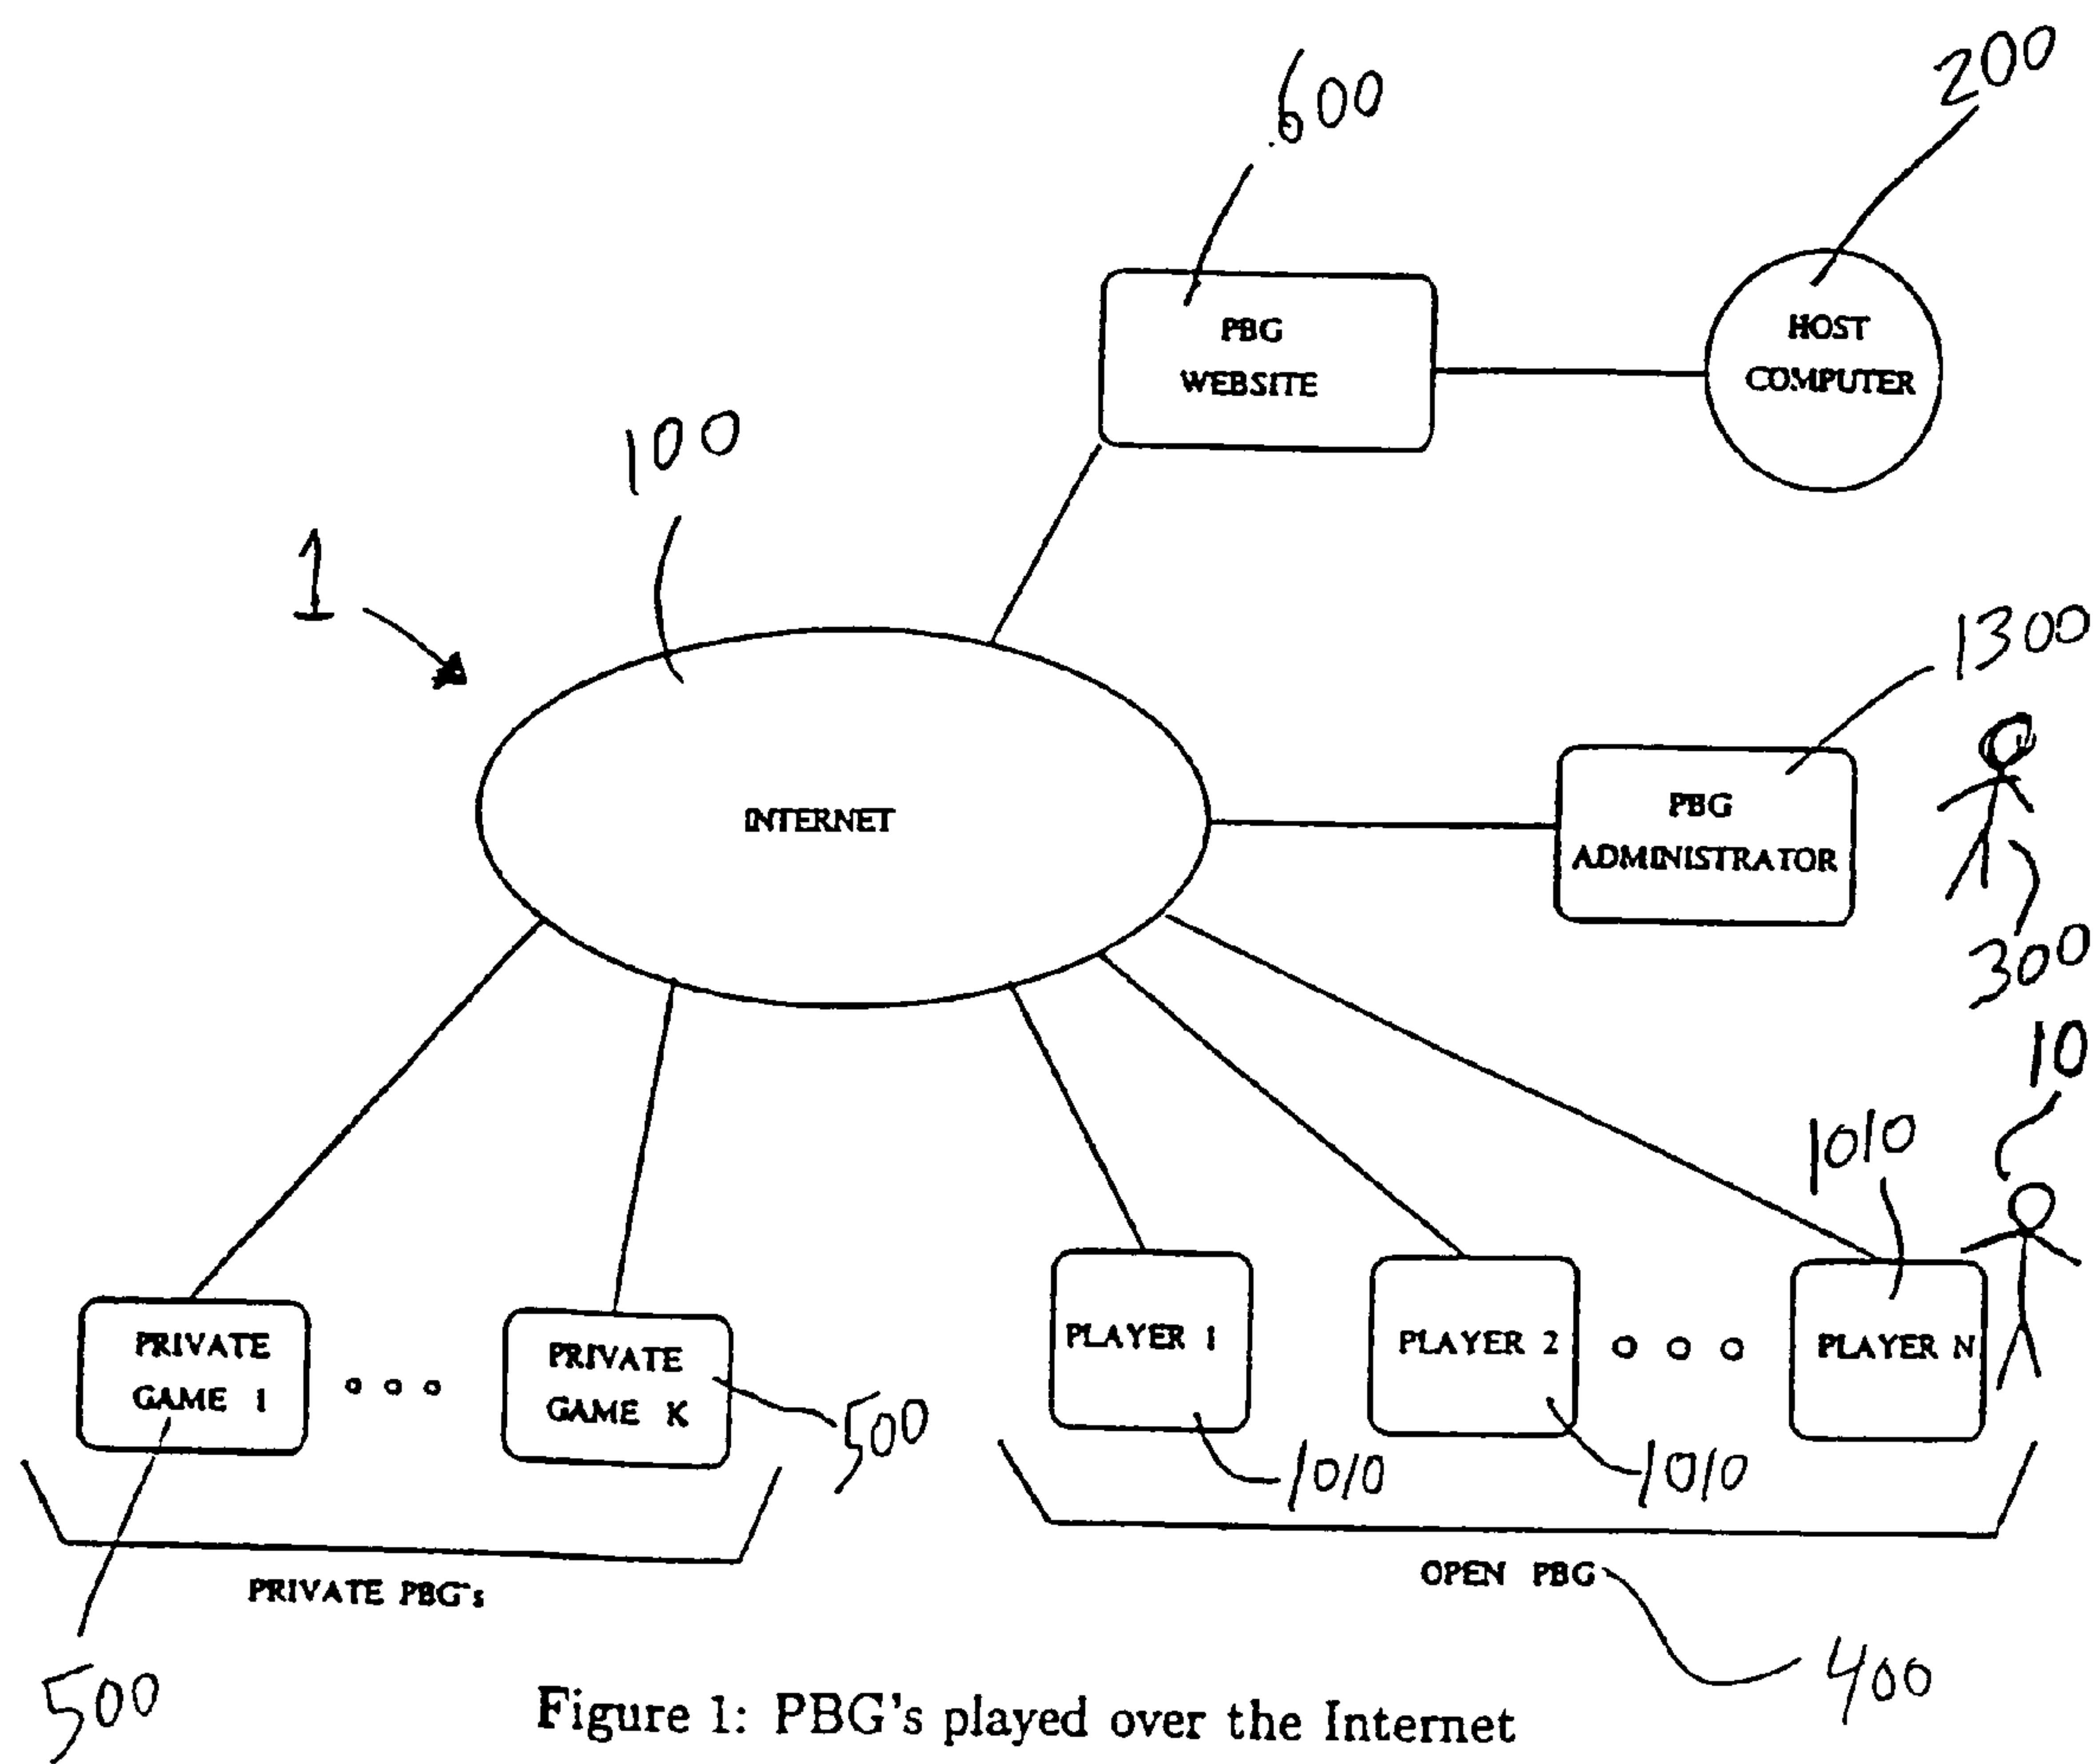 200
600
PBG
WEBSITE
HOST
COMPUTER
100
1
1300
INTERNET
PBG
ADMINISTRATOR
300
10
1010
PRIVATE
GAME 1
PRIVATE
GAME K
PLAYER 1
PLAYER 2
PLAYER N
500
1010
1010
PRIVATE PBG's
OPEN PBG
500
400
Figure 1: PBG's played over the Internet